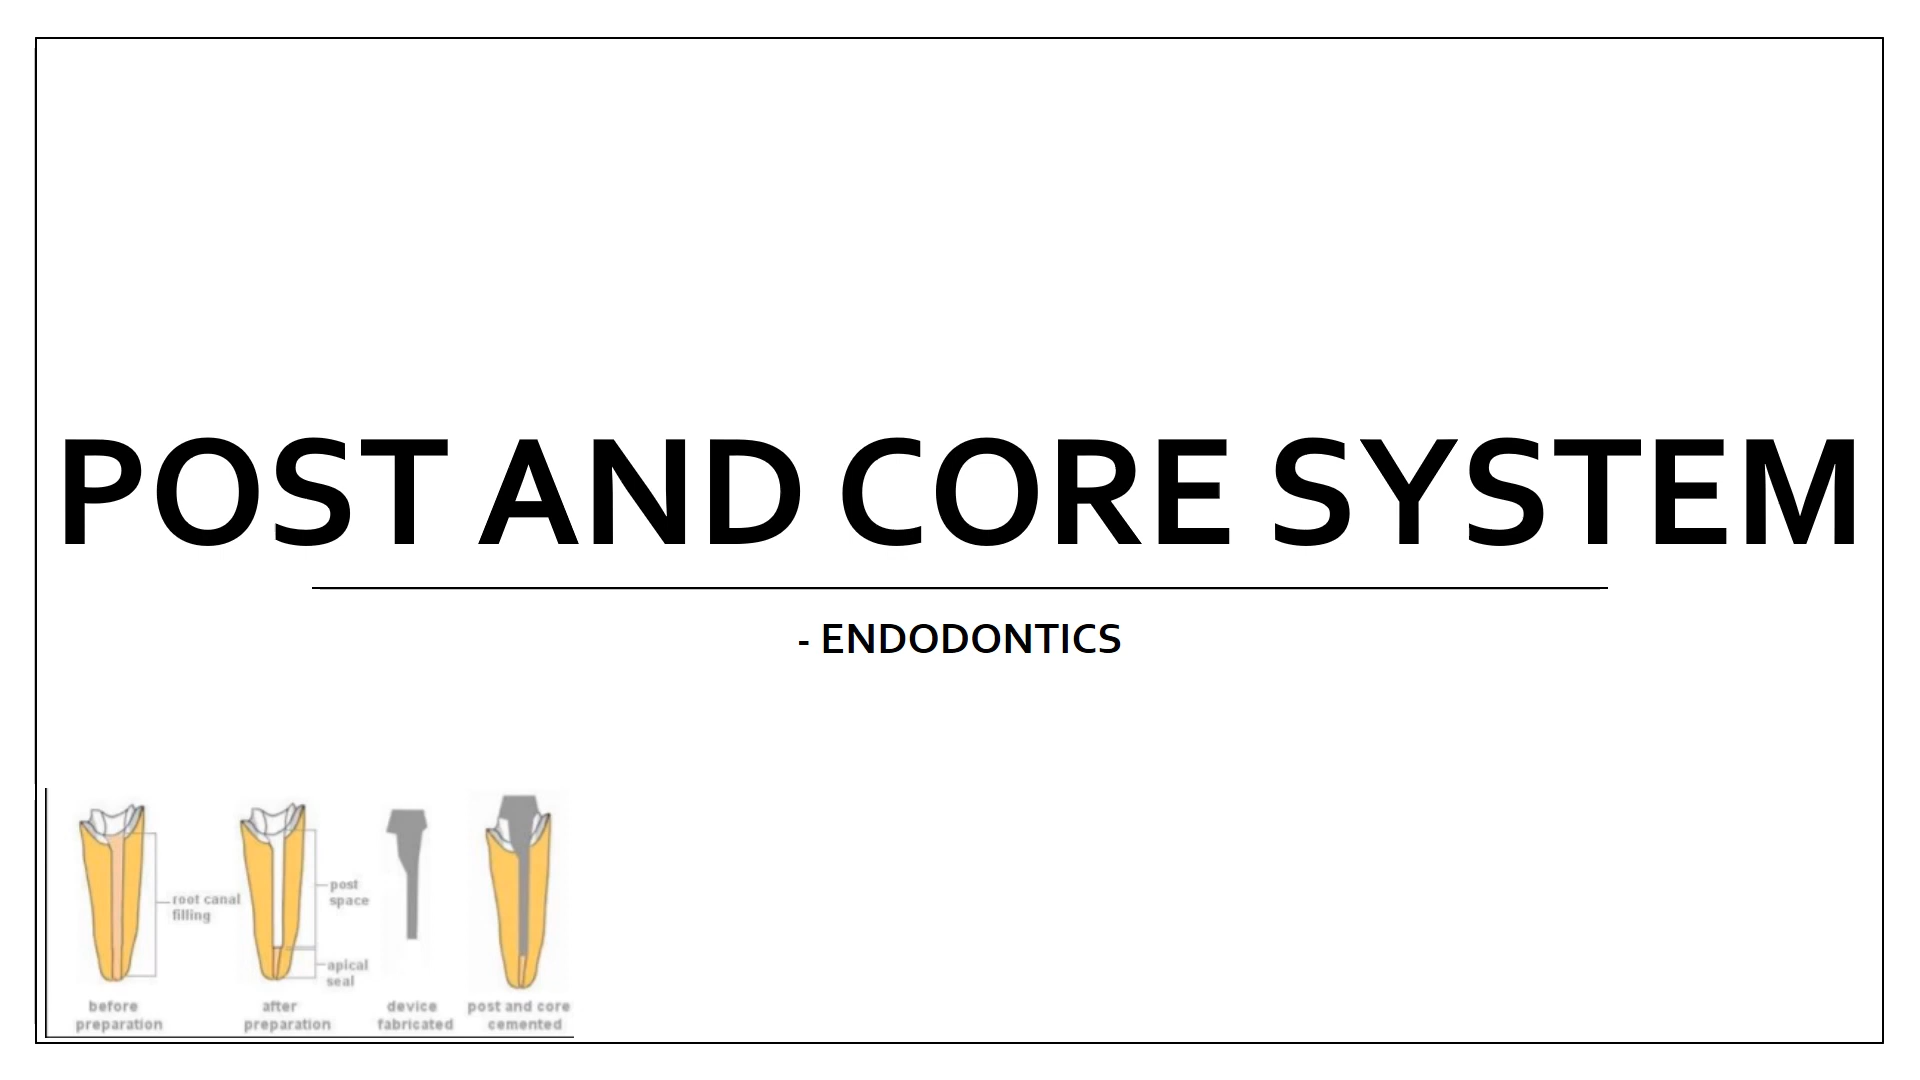 POST AND CORE SYSTEM
- ENDODONTICS
root canal
filling
post
space
apical
seal
before
preparation
after
preparation
device
fabricated
post and core
cemented